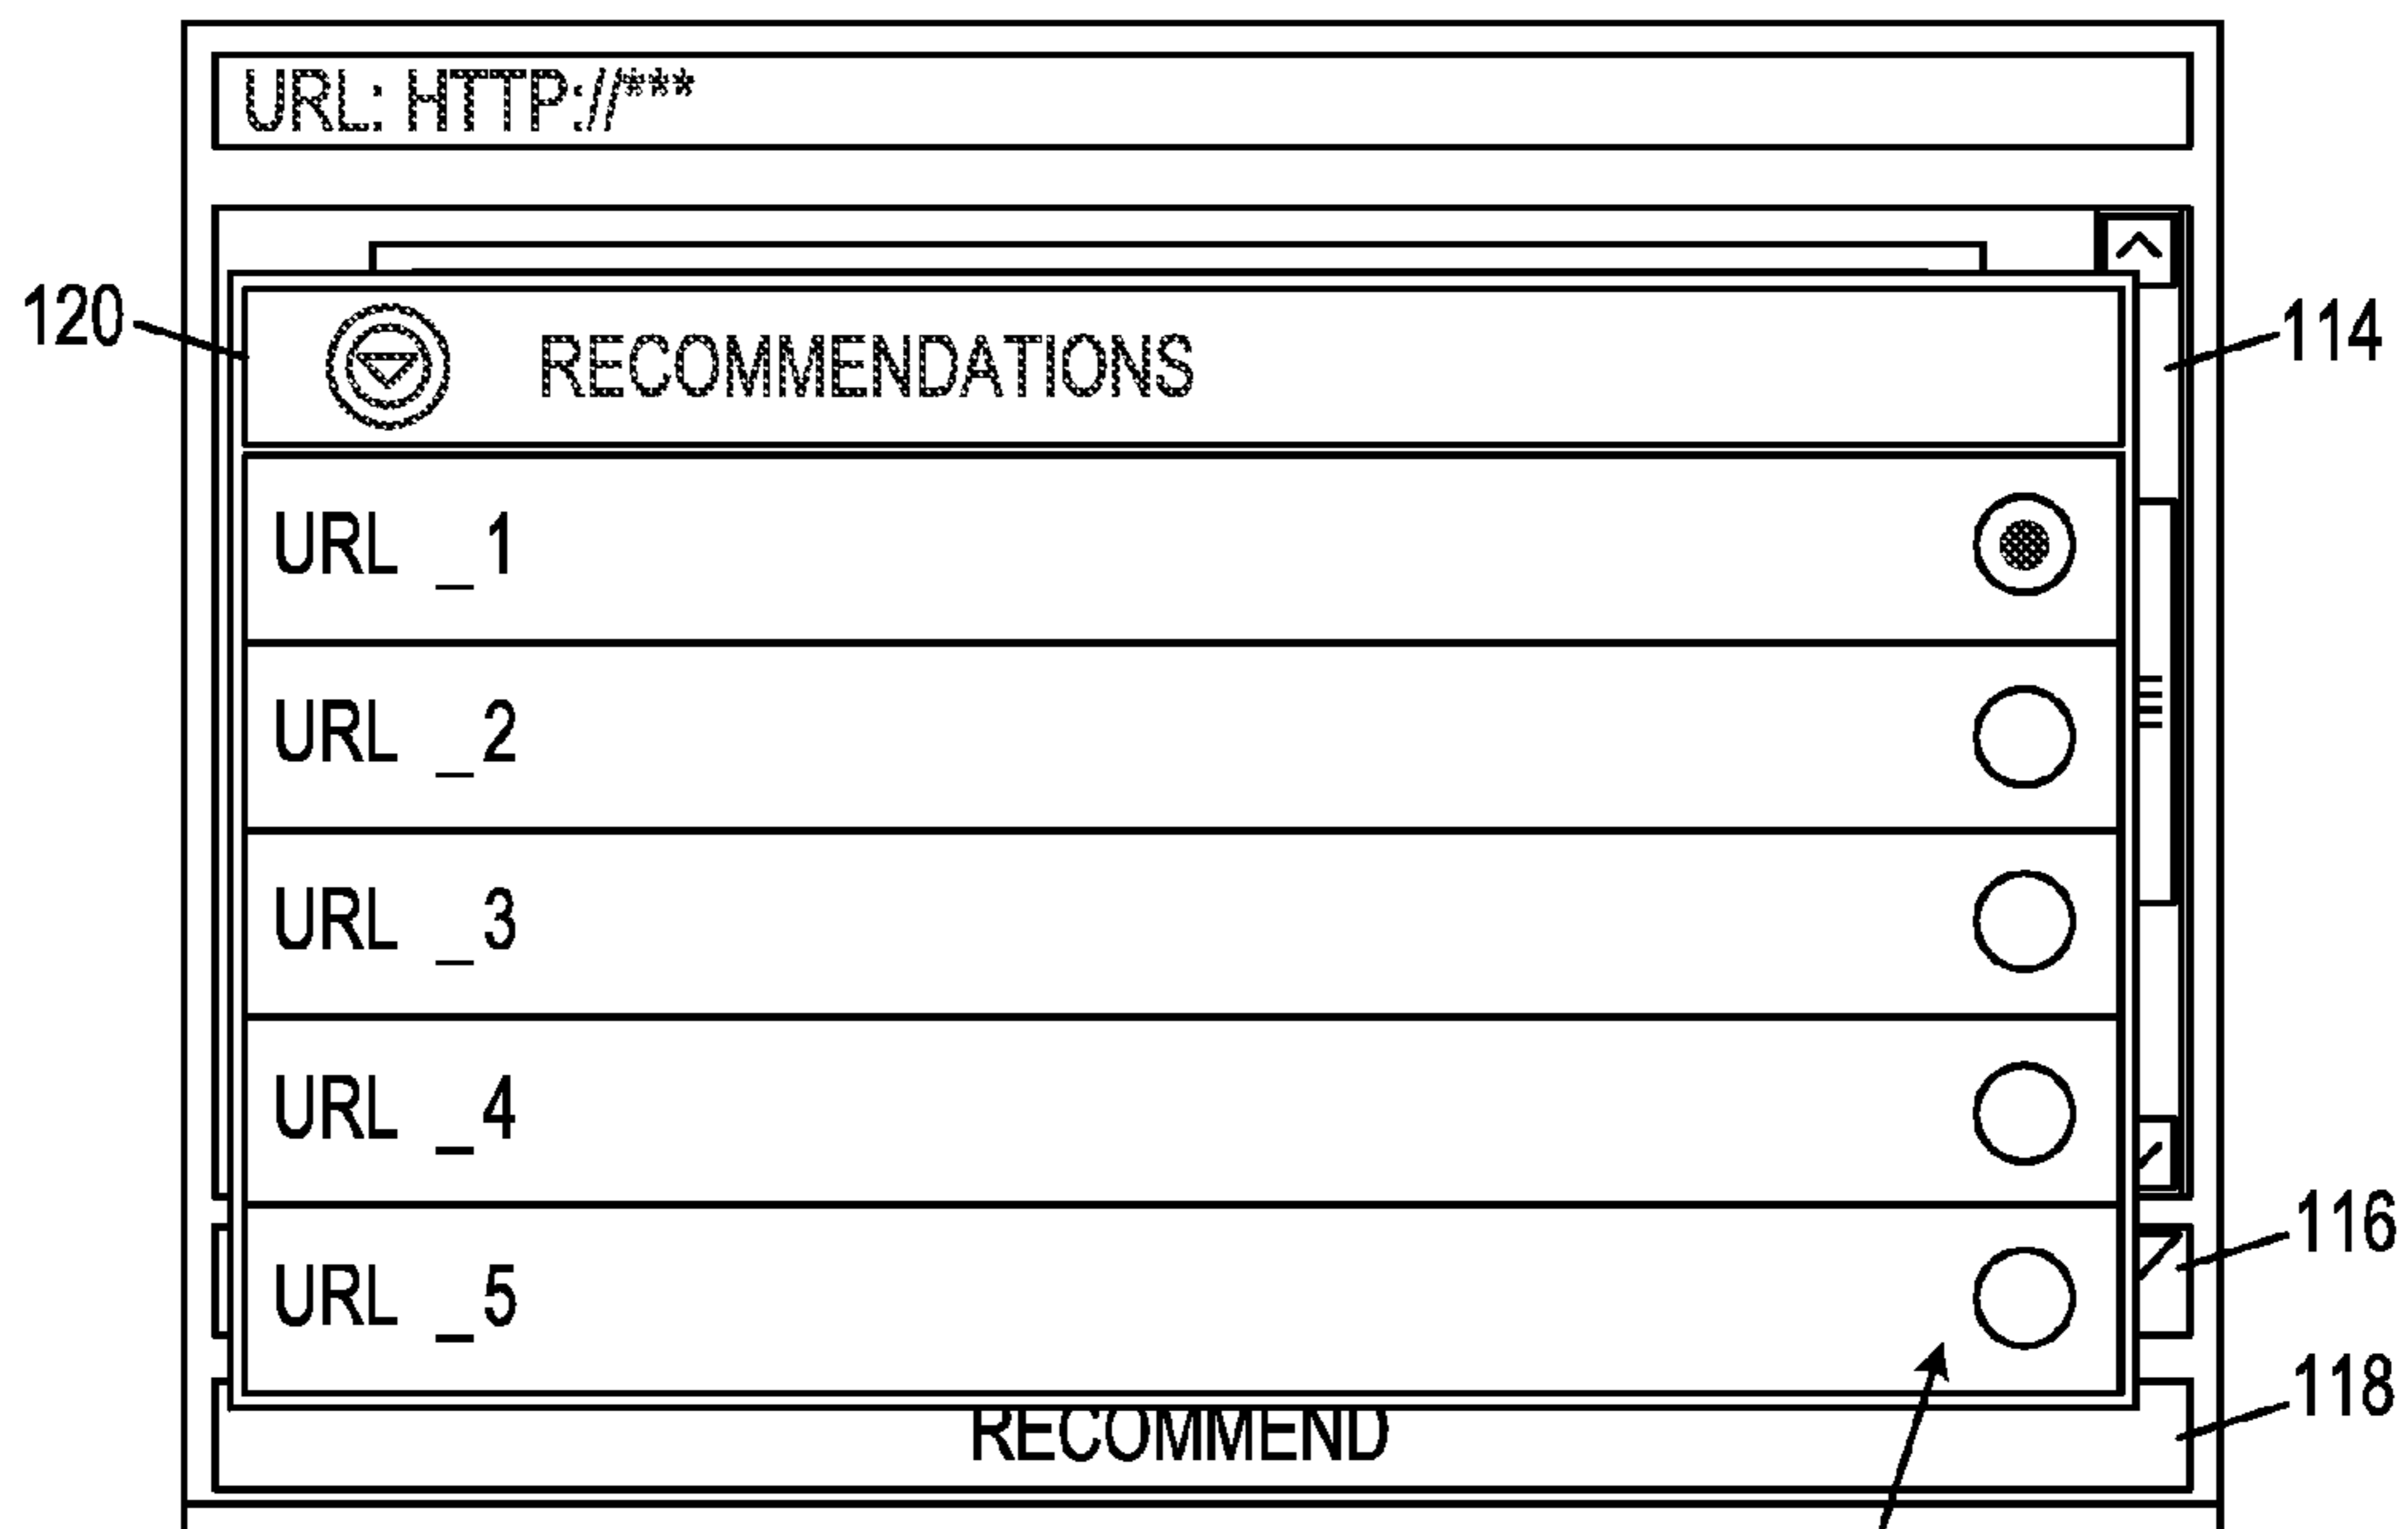 URL: HTTP://***
120
RECOMMENDATIONS
114
URL _1
URL _2
URL _3
URL _4
URL _5
116
118
RECOMMEND